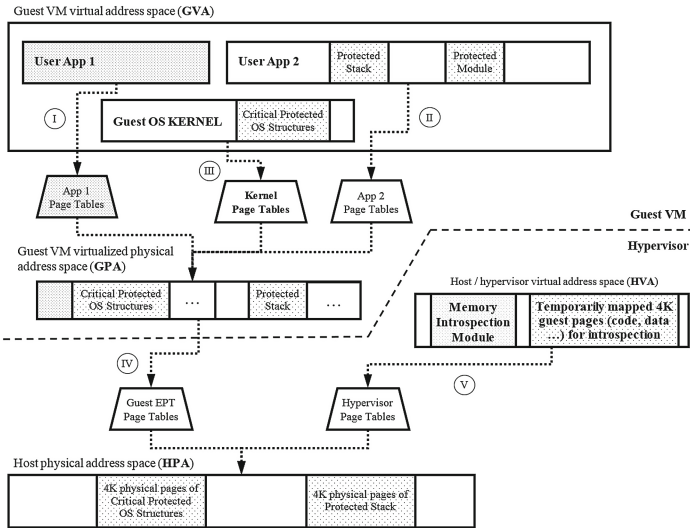 Guest VM virtual address space (GVA)
User App 1
User App 2
Protected
Stack
Protected
Module
Guest OS KERNEL
Critical Protected
OS Structures
I
II
III
App 1
Page Tables
Kernel
Page Tables
App 2
Page Tables
Guest VM
Hypervisor
Guest VM virtualized physical
address space (GPA)
Critical Protected
OS Structures
...
Protected
Stack
...
Host / hypervisor virtual address space (HVA)
Memory
Introspection
Module
Temporarily mapped 4K
guest pages (code, data
...) for introspection
IV
V
Guest EPT
Page Tables
Hypervisor
Page Tables
Host physical address space (HPA)
4K physical pages of
Critical Protected
OS Structures
4K physical pages of
Protected Stack